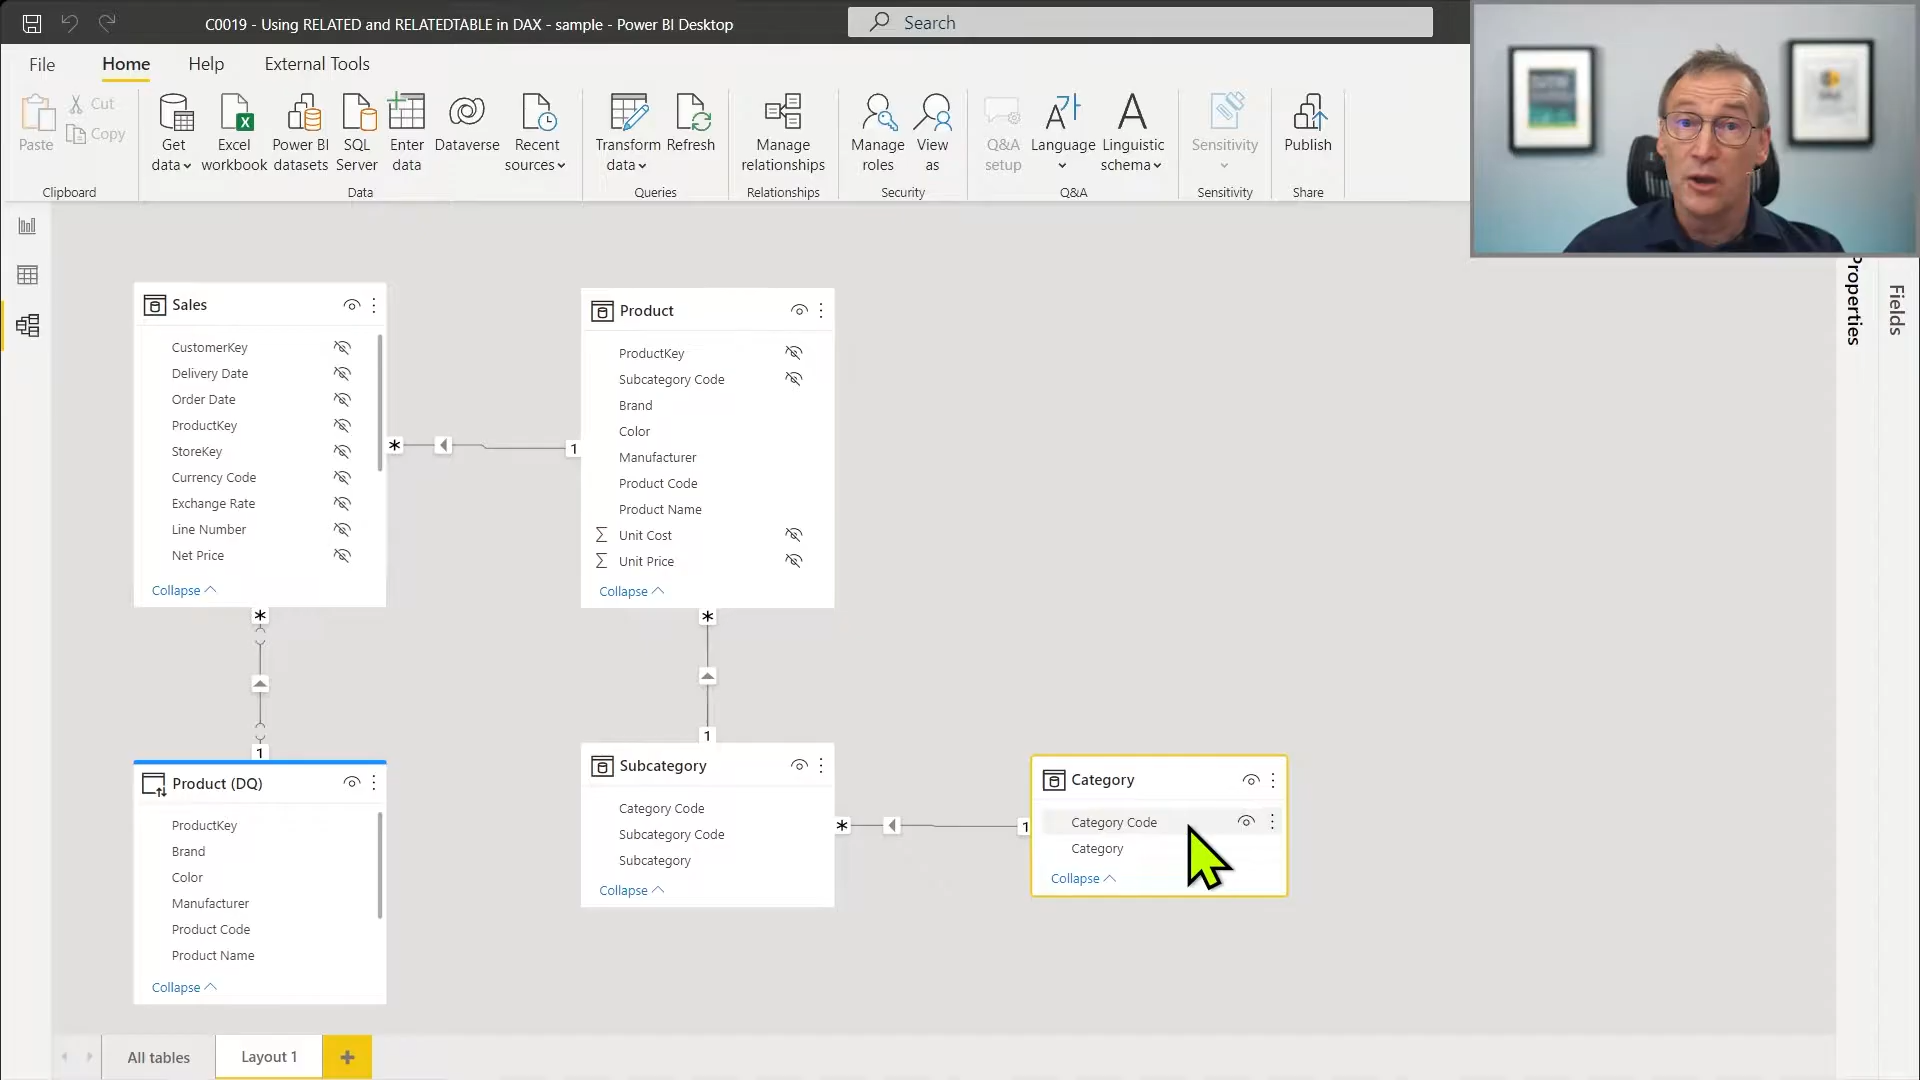 C0019 - Using RELATED and RELATEDTABLE in DAX - sample - Power BI Desktop
Search
File
Home
Help
External Tools
Paste
Cut
Copy
Clipboard
Get data
Excel workbook
Power BI datasets
SQL Server
Enter data
Dataverse
Recent sources
Data
Transform data
Refresh
Queries
Manage relationships
Relationships
Manage roles
View as
Security
Q&A setup
Language
Linguistic schema
Q&A
Sensitivity
Sensitivity
Publish
Share
Properties
Fields
Sales
CustomerKey
Delivery Date
Order Date
ProductKey
StoreKey
Currency Code
Exchange Rate
Line Number
Net Price
Collapse
*
1
Product
ProductKey
Subcategory Code
Brand
Color
Manufacturer
Product Code
Product Name
Σ Unit Cost
Σ Unit Price
Collapse
*
1
*
1
Product (DQ)
ProductKey
Brand
Color
Manufacturer
Product Code
Product Name
Collapse
Subcategory
Category Code
Subcategory Code
Subcategory
Collapse
*
1
Category
Category Code
Category
Collapse
All tables
Layout 1
+